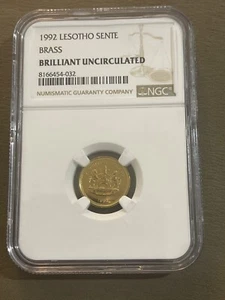 1992 LESOTHO SENTE
BRASS
BRILLIANT UNCIRCULATED
8166454-032
NUMISMATIC GUARANTY COMPANY
NGC